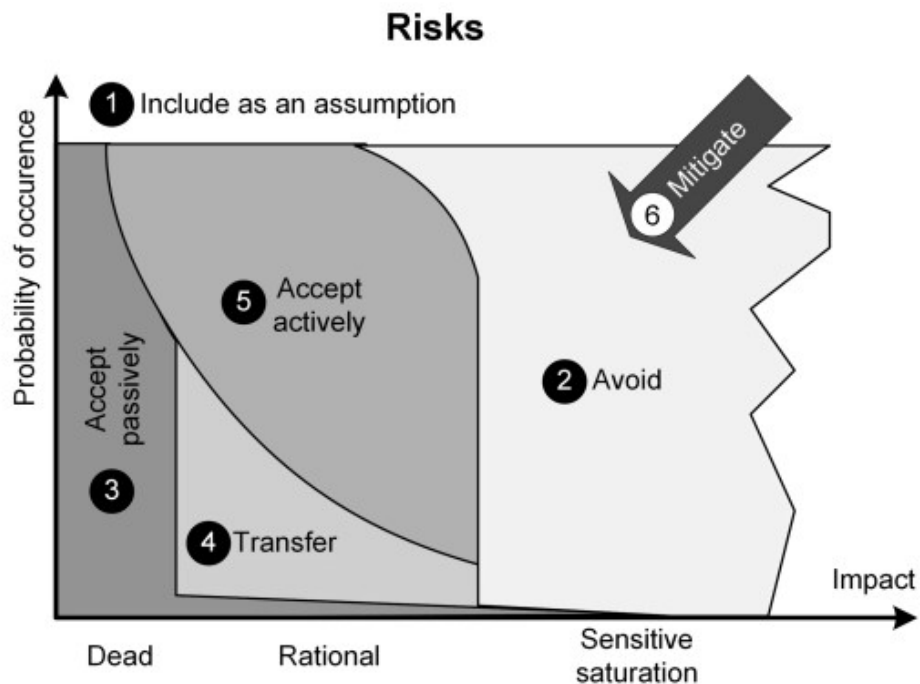 Risks
1 Include as an assumption
Probability of occurence
Mitigate
6
5 Accept
actively
Accept
passively
2 Avoid
3
4 Transfer
Impact
Dead
Rational
Sensitive
saturation